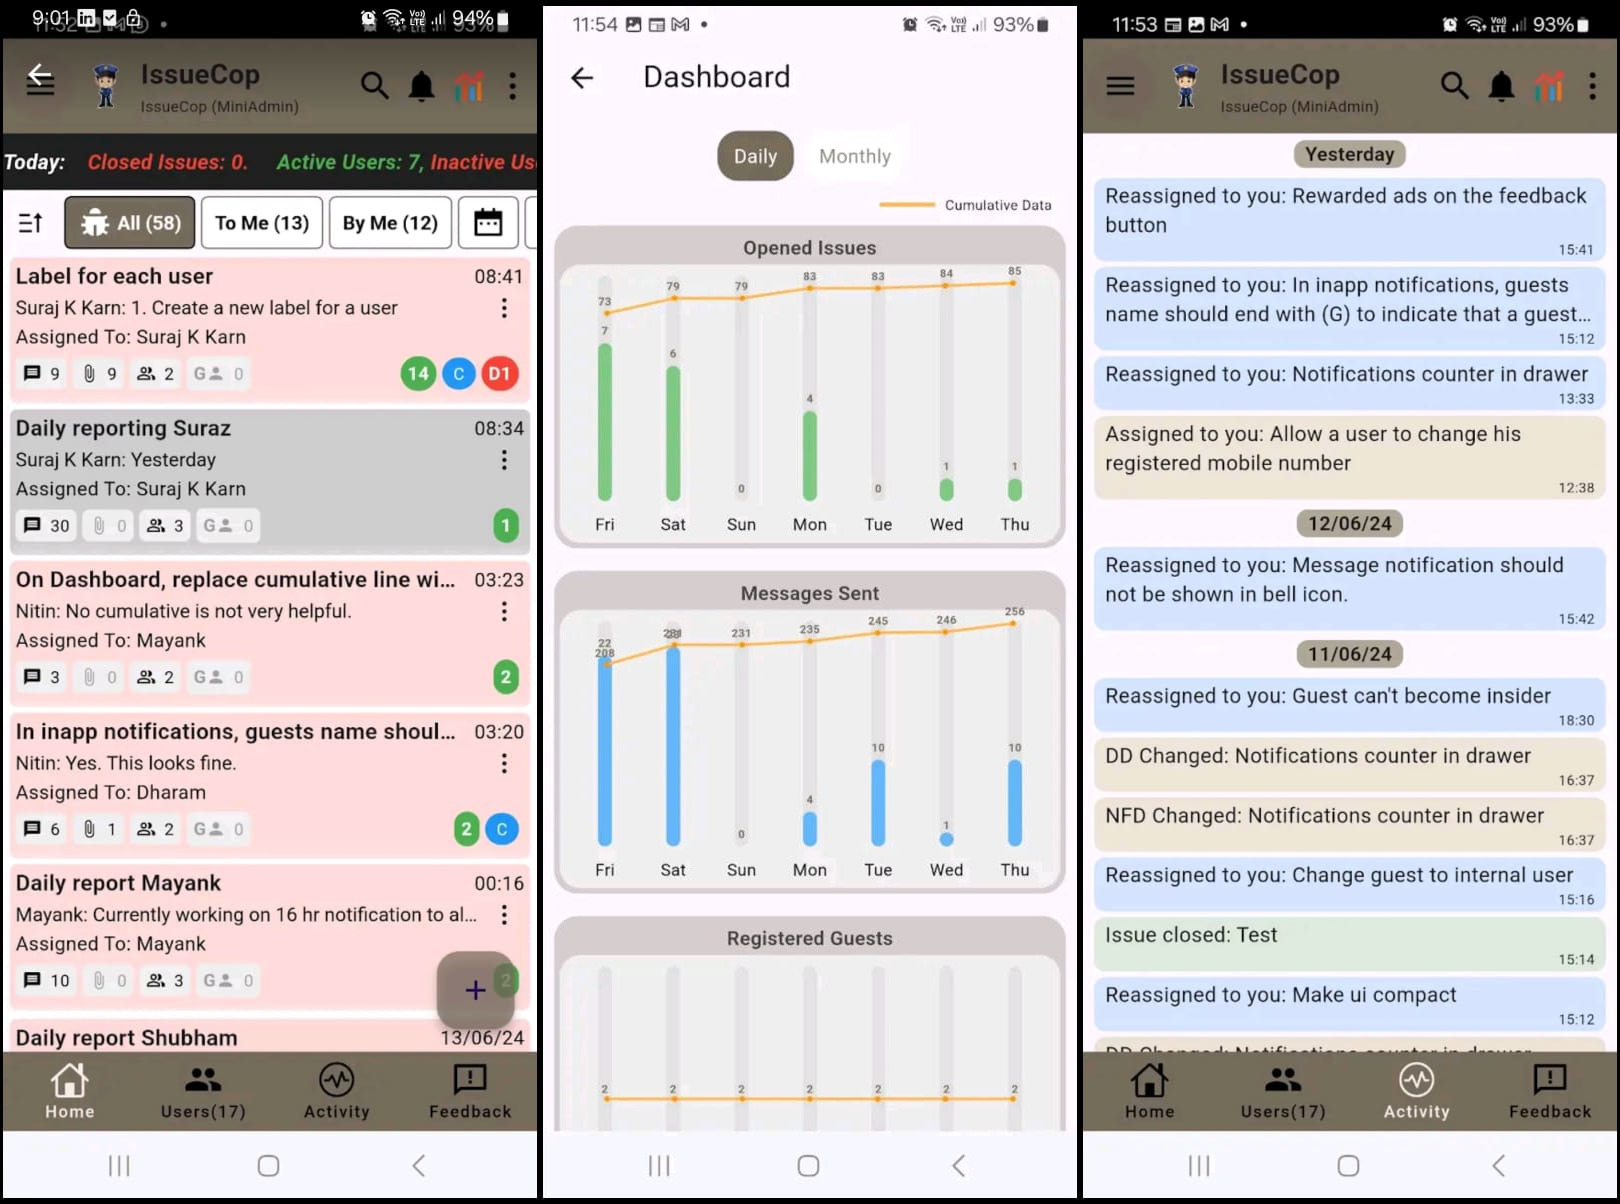 9:01
94%
IssueCop
IssueCop (MiniAdmin)
Today: Closed Issues: 0. Active Users: 7, Inactive Us
All (58)
To Me (13)
By Me (12)
Label for each user 08:41
Suraj K Karn: 1. Create a new label for a user
Assigned To: Suraj K Karn
9 9 2 G 0 14 C D1
Daily reporting Suraz 08:34
Suraj K Karn: Yesterday
Assigned To: Suraj K Karn
30 0 3 G 0 1
On Dashboard, replace cumulative line wi... 03:23
Nitin: No cumulative is not very helpful.
Assigned To: Mayank
3 0 2 G 0 2
In inapp notifications, guests name shoul... 03:20
Nitin: Yes. This looks fine.
Assigned To: Dharam
6 1 2 G 0 2 C
Daily report Mayank 00:16
Mayank: Currently working on 16 hr notification to al...
Assigned To: Mayank
10 0 3 G 0 + 2
Daily report Shubham 13/06/24
Home Users(17) Activity Feedback
11:54 93%
Dashboard
Daily Monthly
Cumulative Data
Opened Issues
73 79 79 83 83 84 85
7 6 0 4 0 1 1
Fri Sat Sun Mon Tue Wed Thu
Messages Sent
208 231 235 245 246 256
22 0 4 10 1 10
Fri Sat Sun Mon Tue Wed Thu
Registered Guests
2 2 2 2 2 2 2
11:53 93%
IssueCop
IssueCop (MiniAdmin)
Yesterday
Reassigned to you: Rewarded ads on the feedback
button
15:41
Reassigned to you: In inapp notifications, guests
name should end with (G) to indicate that a guest...
15:12
Reassigned to you: Notifications counter in drawer
13:33
Assigned to you: Allow a user to change his
registered mobile number
12:38
12/06/24
Reassigned to you: Message notification should
not be shown in bell icon.
15:42
11/06/24
Reassigned to you: Guest can't become insider
18:30
DD Changed: Notifications counter in drawer
16:37
NFD Changed: Notifications counter in drawer
16:37
Reassigned to you: Change guest to internal user
15:16
Issue closed: Test
15:14
Reassigned to you: Make ui compact
15:12
DD Changed: Notifications counter in drawer
Home Users(17) Activity Feedback